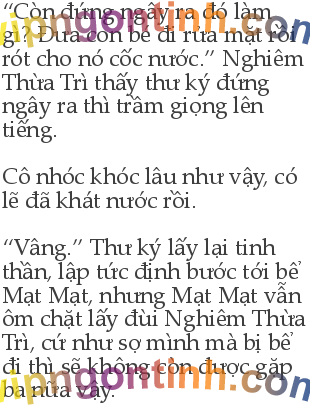 “Còn đứng ngây ra đó làm
gì? Đưa con bé đi rửa mặt rồi
rót cho nó cốc nước.” Nghiêm
Thừa Trì thấy thư ký đứng
ngây ra thì trầm giọng lên
tiếng.
Cô nhóc khóc lâu như vậy, có
lẽ đã khát nước rồi.
“Vâng.” Thư ký lấy lại tinh
thần, lập tức định bước tới bể
Mạt Mạt, nhưng Mạt Mạt vẫn
ôm chặt lấy đùi Nghiêm Thừa
Trì, cứ như sợ mình mà bị bể
đi thì sẽ không còn được gặp
ba nữa vậy.
vipngontinh.com
vipngontinh.com